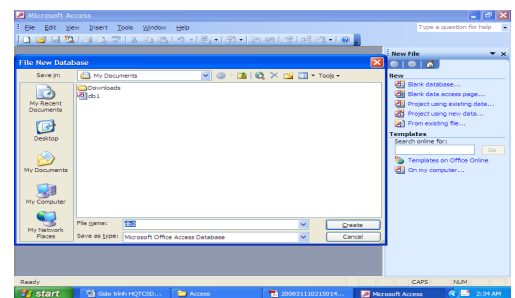 Microsoft Access
File Edit View Insert Tools Window Help
Type a question for help
New File
File New Database
Save in:
My Documents
Tools
Downloads
db1
My Recent
Documents
Desktop
My Documents
My Computer
My Network
Places
File name:
db2
Create
Save as type:
Microsoft Office Access Database
Cancel
New
Blank database...
Blank data access page...
Project using existing data...
Project using new data...
From existing file...
Templates
Search online for:
Go
Templates on Office Online
On my computer...
Ready
CAPS NUM
start
Giáo trình HQTCSD...
Access
200831110215014...
Microsoft Access
2:34 AM